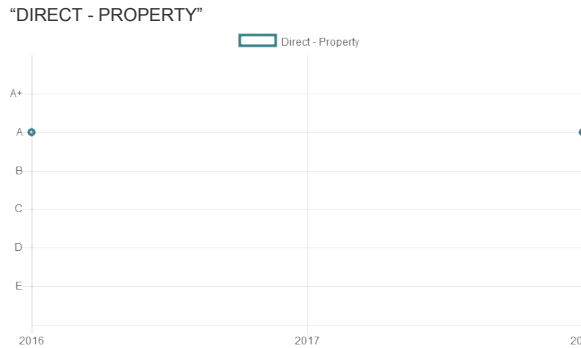 “DIRECT - PROPERTY”
Direct - Property
A+
A
B
C
D
E
2016 2017